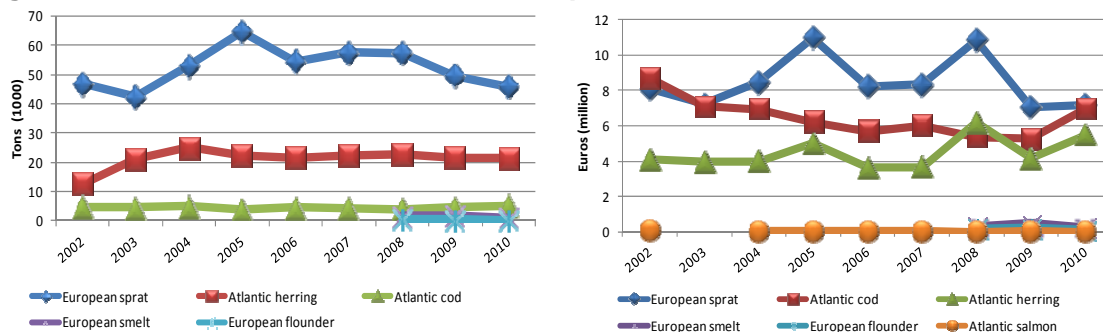 70
60
50
40
30
20
10
0
Tons (1000)
2002 2003 2004 2005 2006 2007 2008 2009 2010
European sprat Atlantic herring Atlantic cod
European smelt European flounder
12
10
8
6
4
2
0
Euros (million)
2002 2003 2004 2005 2006 2007 2008 2009 2010
European sprat Atlantic cod Atlantic herring
European smelt European flounder Atlantic salmon